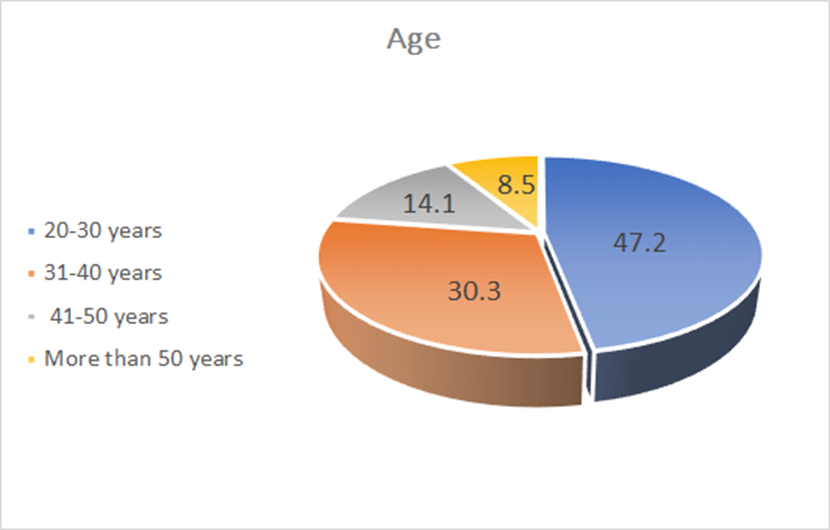 Age
20-30 years
31-40 years
41-50 years
More than 50 years
8.5
14.1
47.2
30.3